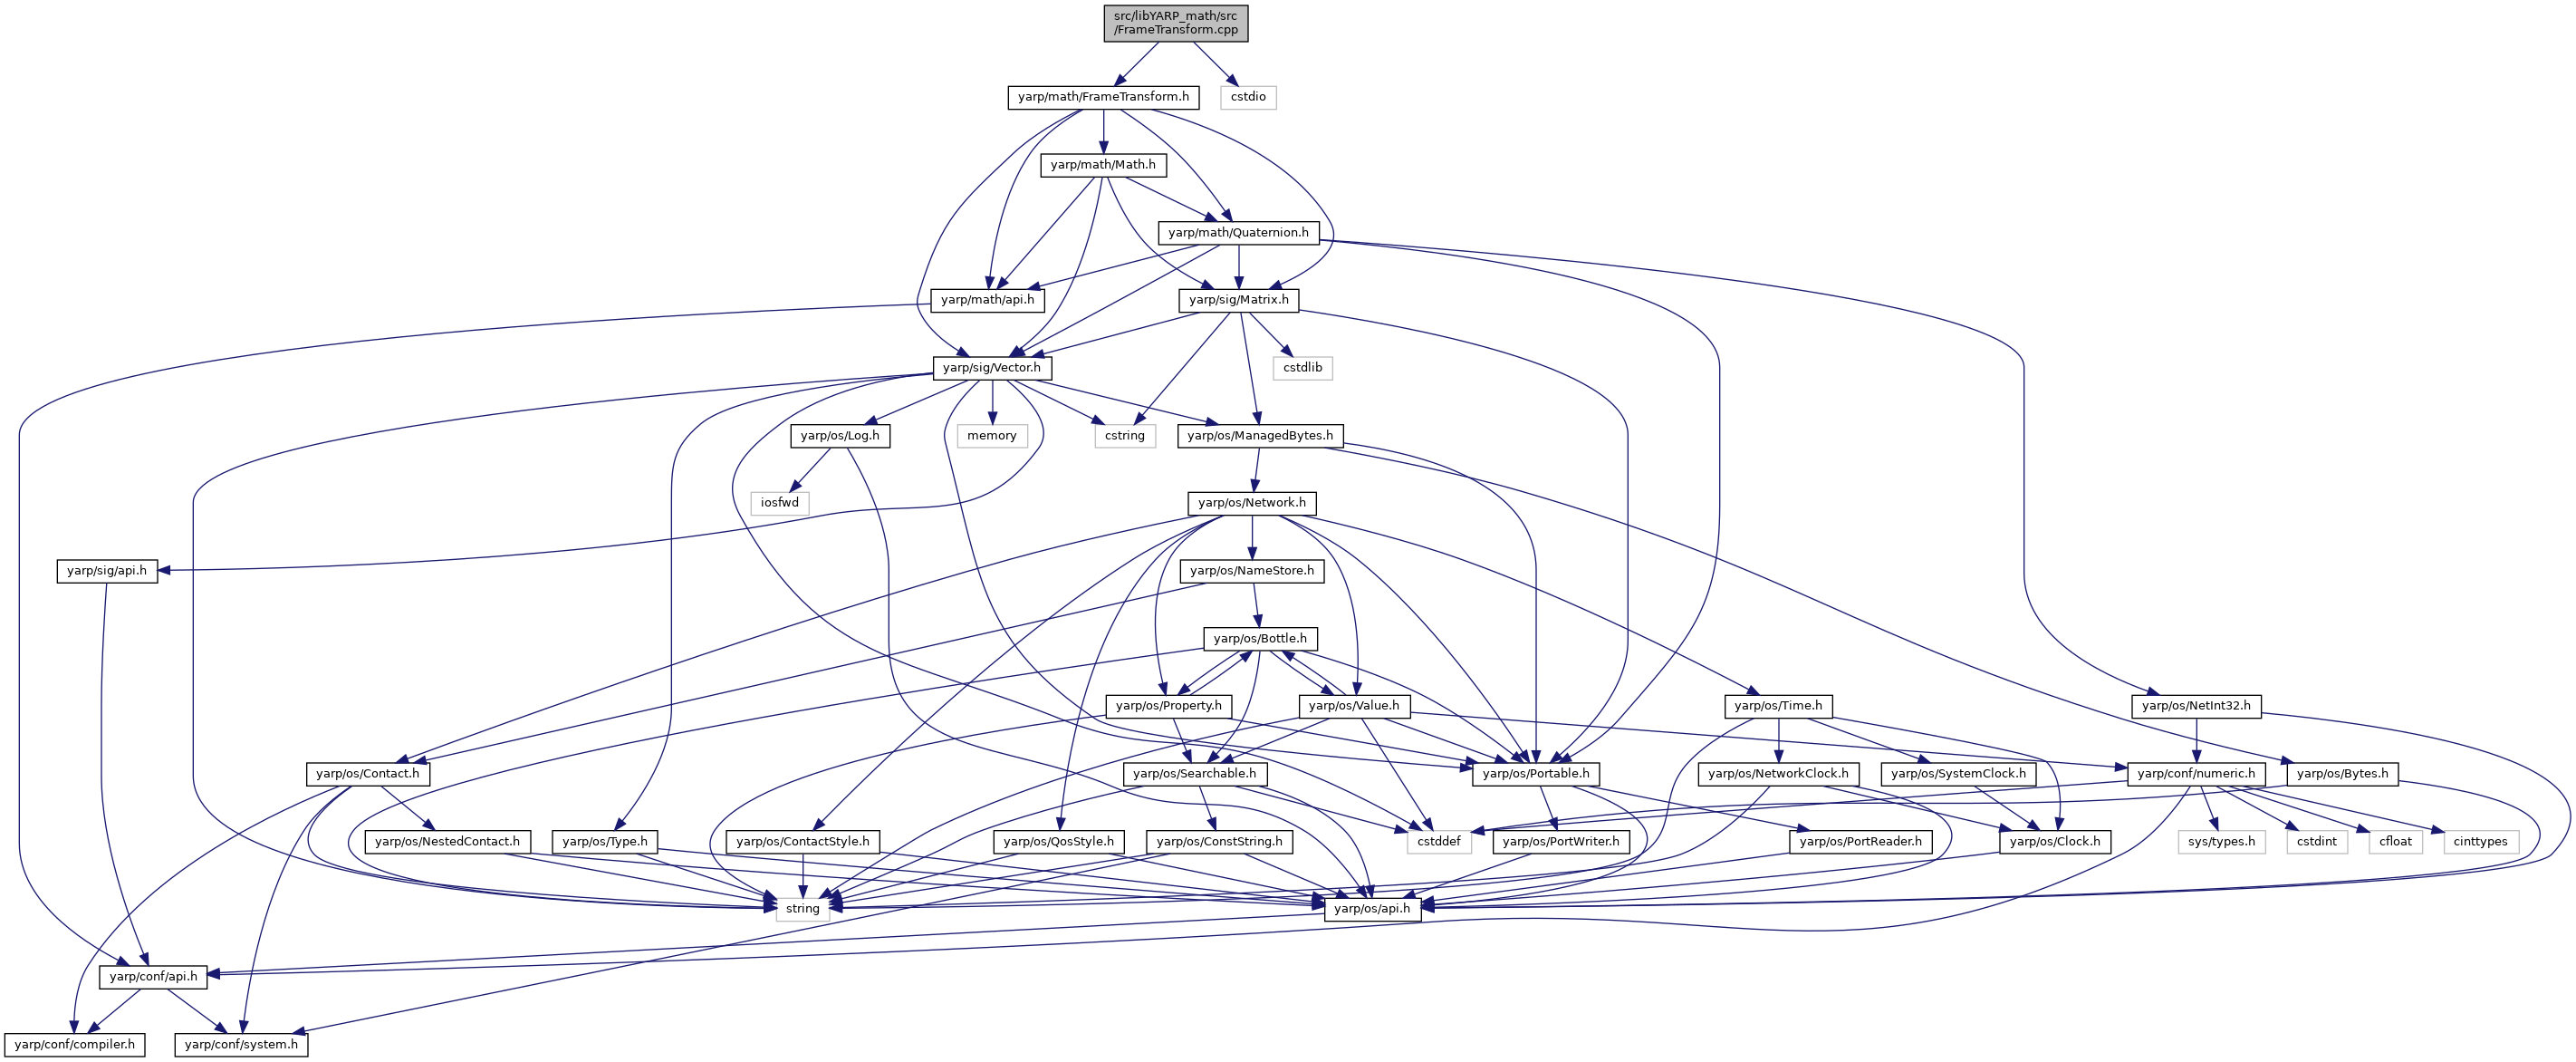 src/libYARP_math/src
/FrameTransform.cpp
yarp/math/FrameTransform.h
cstdio
yarp/math/Math.h
yarp/math/Quaternion.h
yarp/math/api.h
yarp/sig/Matrix.h
yarp/sig/Vector.h
cstdlib
yarp/os/Log.h
memory
cstring
yarp/os/ManagedBytes.h
iosfwd
yarp/os/Network.h
yarp/sig/api.h
yarp/os/NameStore.h
yarp/os/Bottle.h
yarp/os/Property.h
yarp/os/Value.h
yarp/os/Time.h
yarp/os/NetInt32.h
yarp/os/Contact.h
yarp/os/Searchable.h
yarp/os/Portable.h
yarp/os/NetworkClock.h
yarp/os/SystemClock.h
yarp/conf/numeric.h
yarp/os/Bytes.h
yarp/os/NestedContact.h
yarp/os/Type.h
yarp/os/ContactStyle.h
yarp/os/QosStyle.h
yarp/os/ConstString.h
cstddef
yarp/os/PortWriter.h
yarp/os/PortReader.h
yarp/os/Clock.h
sys/types.h
cstdint
cfloat
cinttypes
string
yarp/os/api.h
yarp/conf/api.h
yarp/conf/compiler.h
yarp/conf/system.h